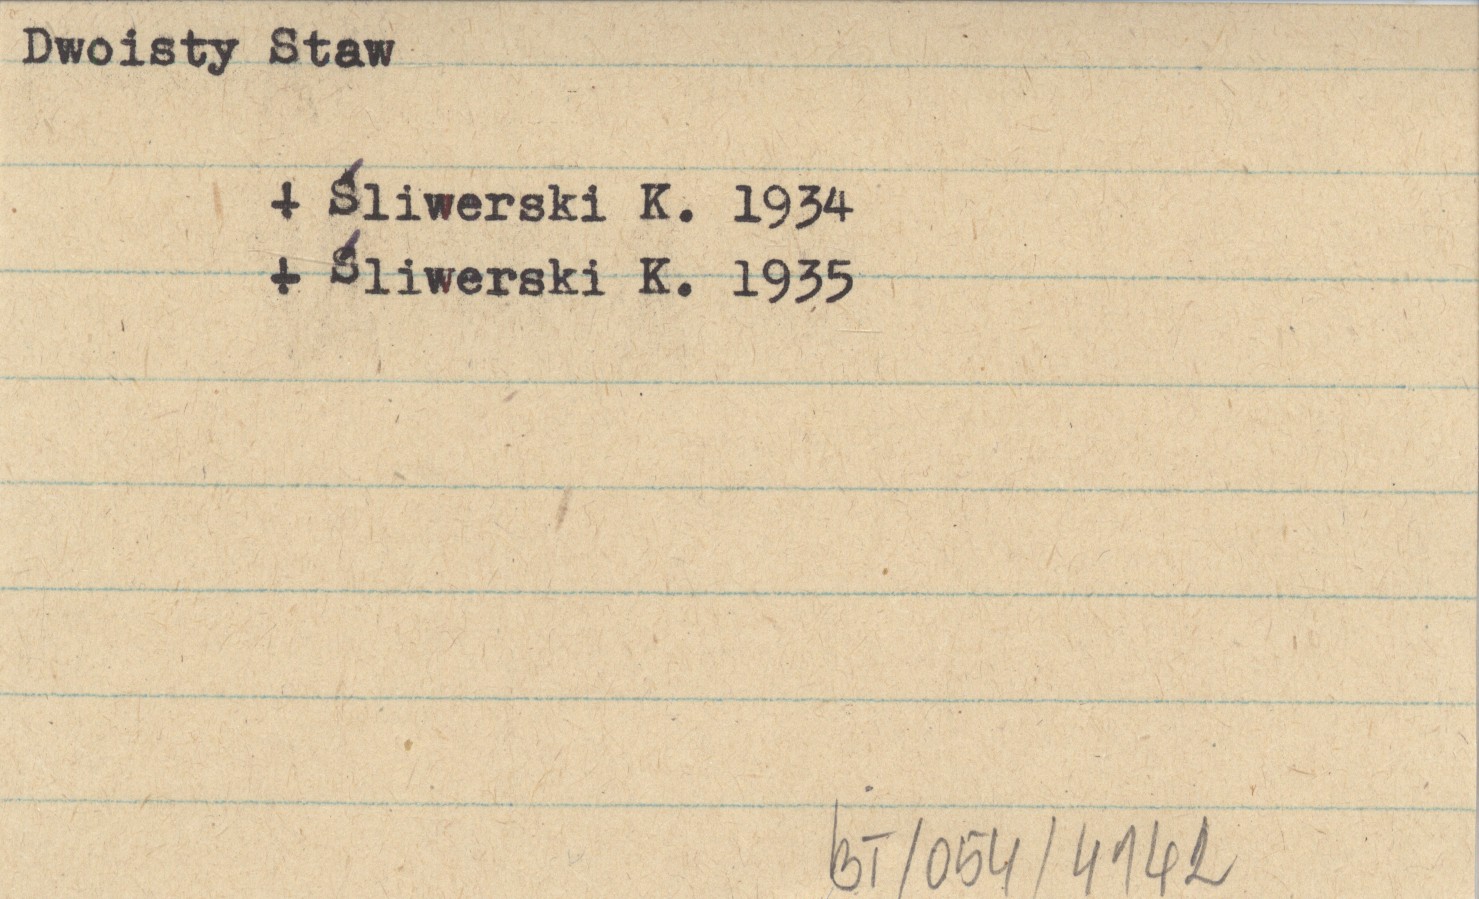 Dwoisty Staw
+ Śliwerski K. 1934
+ Śliwerski K. 1935
BT/054/4142